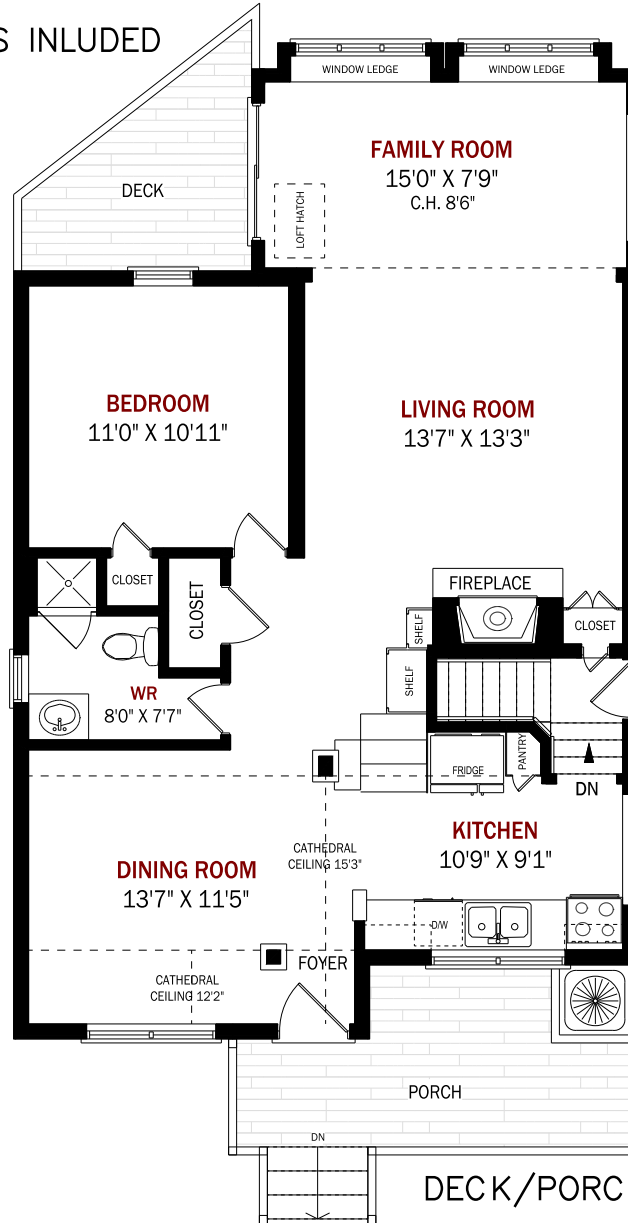 S INLUDED
WINDOW LEDGE
WINDOW LEDGE
FAMILY ROOM
15'0" X 7'9"
C.H. 8'6"
DECK
LOFT HATCH
BEDROOM
11'0" X 10'11"
LIVING ROOM
13'7" X 13'3"
CLOSET
CLOSET
FIREPLACE
SHELF
CLOSET
SHELF
WR
8'0" X 7'7"
FRIDGE
PANTRY
DN
KITCHEN
10'9" X 9'1"
CATHEDRAL
CEILING 15'3"
DINING ROOM
13'7" X 11'5"
D/W
FOYER
CATHEDRAL
CEILING 12'2"
PORCH
DN
DECK/PORC